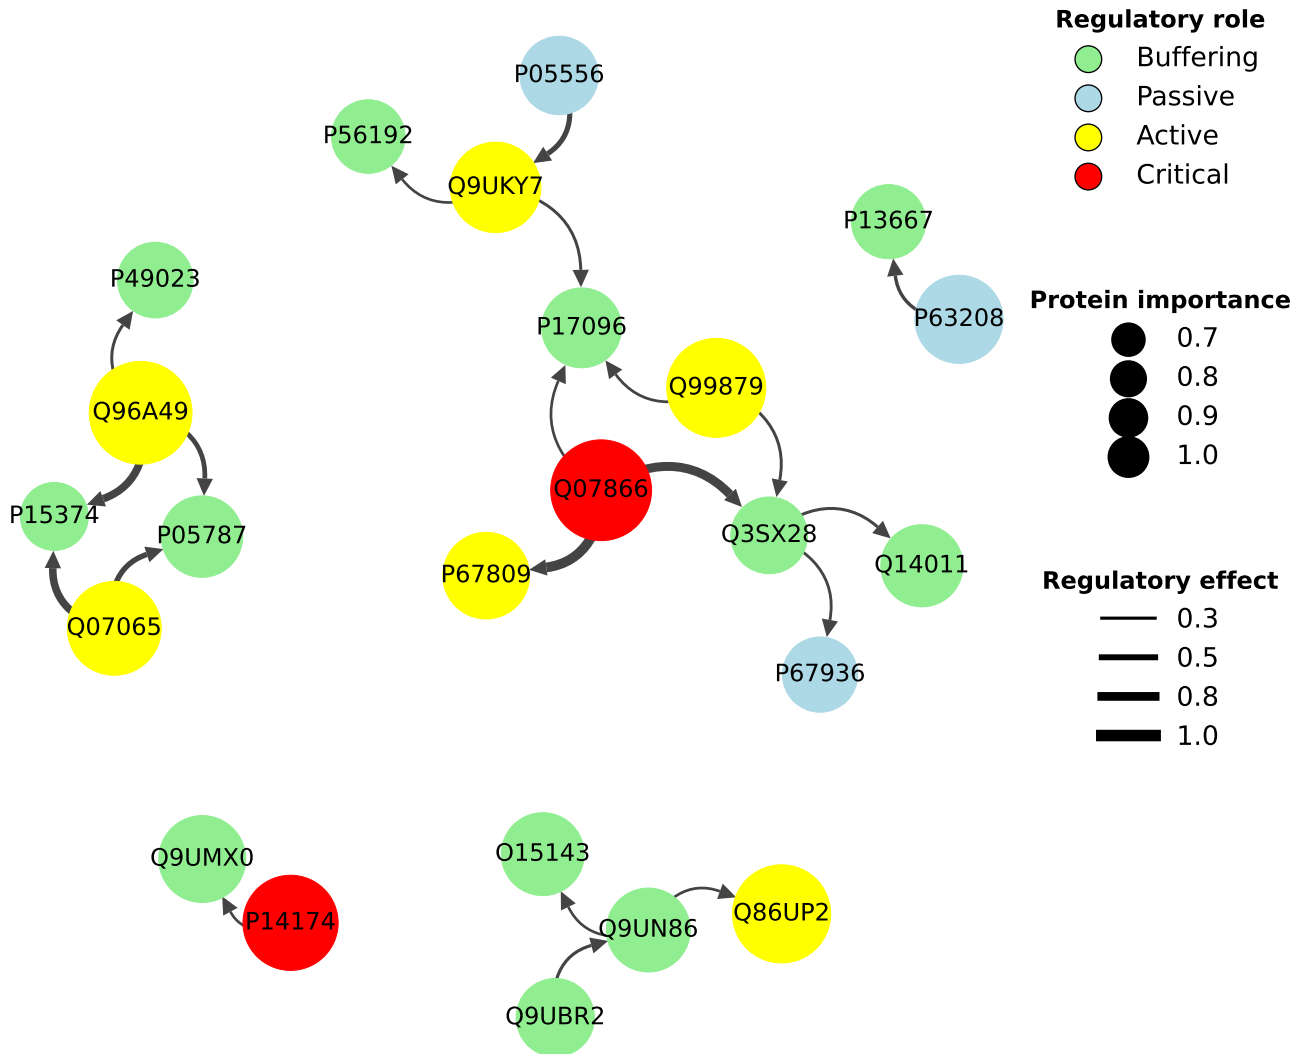 Regulatory role
Buffering
Passive
Active
Critical
Protein importance
0.7
0.8
0.9
1.0
Regulatory effect
0.3
0.5
0.8
1.0
P05556
P56192
Q9UKY7
P13667
P49023
P63208
P17096
Q99879
Q96A49
Q07866
P15374
P05787
Q3SX28
Q14011
P67809
Q07065
P67936
O15143
Q9UMX0
Q86UP2
P14174
Q9UN86
Q9UBR2